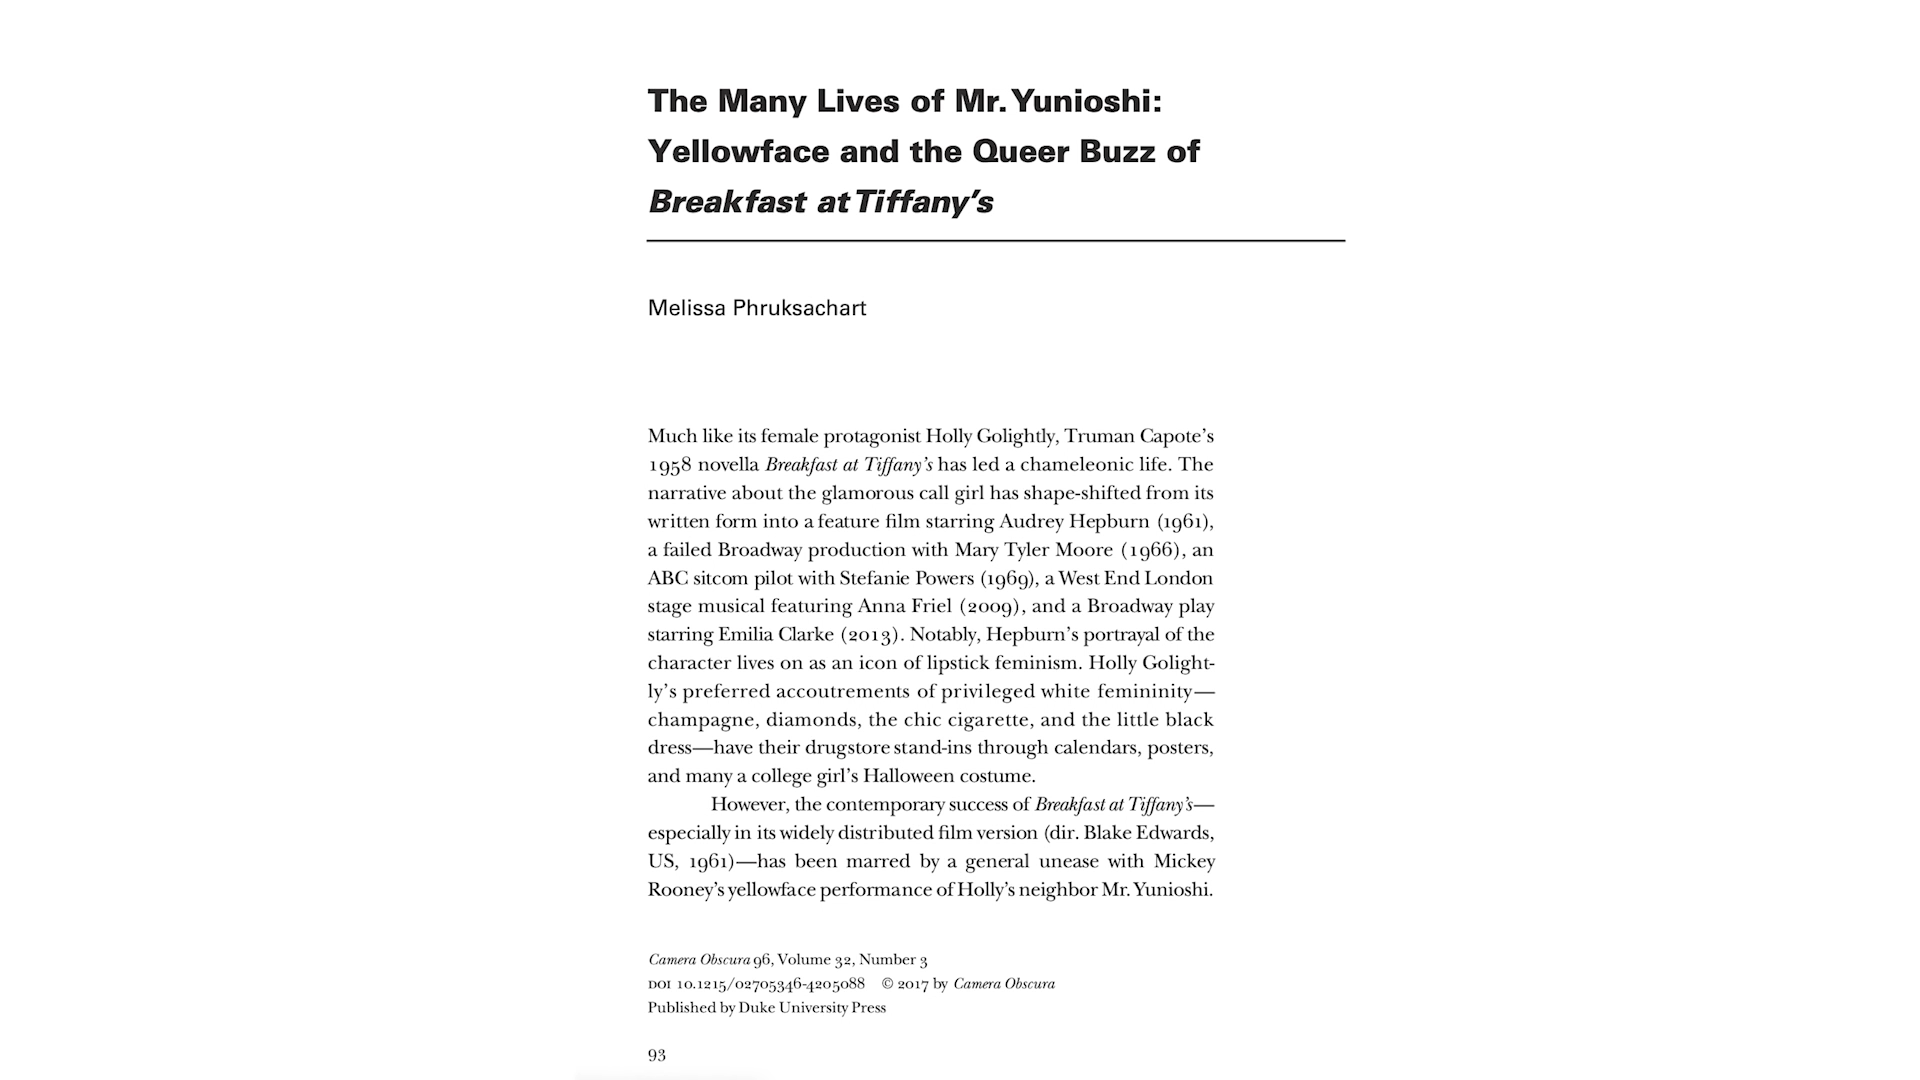 The Many Lives of Mr. Yunioshi:
Yellowface and the Queer Buzz of
Breakfast at Tiffany's
Melissa Phruksachart
Much like its female protagonist Holly Golightly, Truman Capote's
1958 novella Breakfast at Tiffany's has led a chameleonic life. The
narrative about the glamorous call girl has shape-shifted from its
written form into a feature film starring Audrey Hepburn (1961),
a failed Broadway production with Mary Tyler Moore (1966), an
ABC sitcom pilot with Stefanie Powers (1969), a West End London
stage musical featuring Anna Friel (2009), and a Broadway play
starring Emilia Clarke (2013). Notably, Hepburn's portrayal of the
character lives on as an icon of lipstick feminism. Holly Golight-
ly's preferred accoutrements of privileged white femininity—
champagne, diamonds, the chic cigarette, and the little black
dress—have their drugstore stand-ins through calendars, posters,
and many a college girl's Halloween costume.
However, the contemporary success of Breakfast at Tiffany's—
especially in its widely distributed film version (dir. Blake Edwards,
US, 1961)—has been marred by a general unease with Mickey
Rooney's yellowface performance of Holly's neighbor Mr. Yunioshi.
Camera Obscura 96, Volume 32, Number 3
DOI 10.1215/02705346-4205088 © 2017 by Camera Obscura
Published by Duke University Press
93